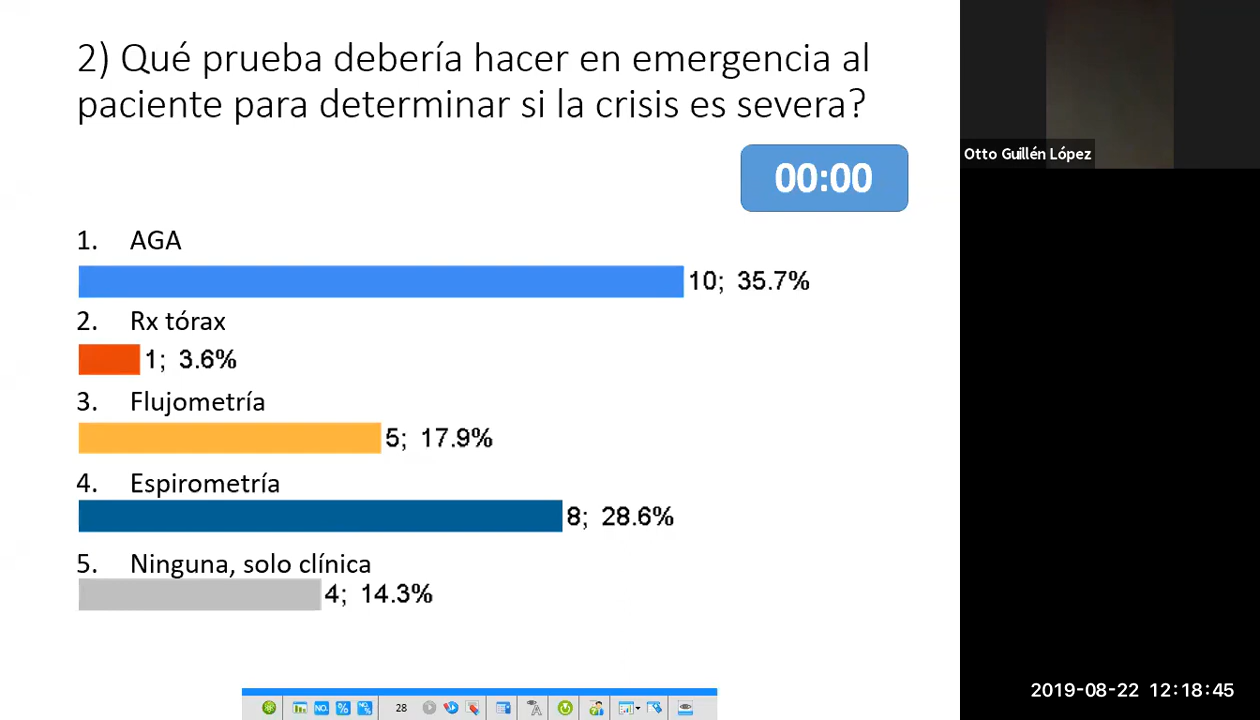 2) Qué prueba debería hacer en emergencia al
paciente para determinar si la crisis es severa?
Otto Guillén López
00:00
1. AGA
10; 35.7%
2. Rx tórax
1; 3.6%
3. Flujometría
5; 17.9%
4. Espirometría
8; 28.6%
5. Ninguna, solo clínica
4; 14.3%
NO. % NO.% 28
2019-08-22 12:18:45